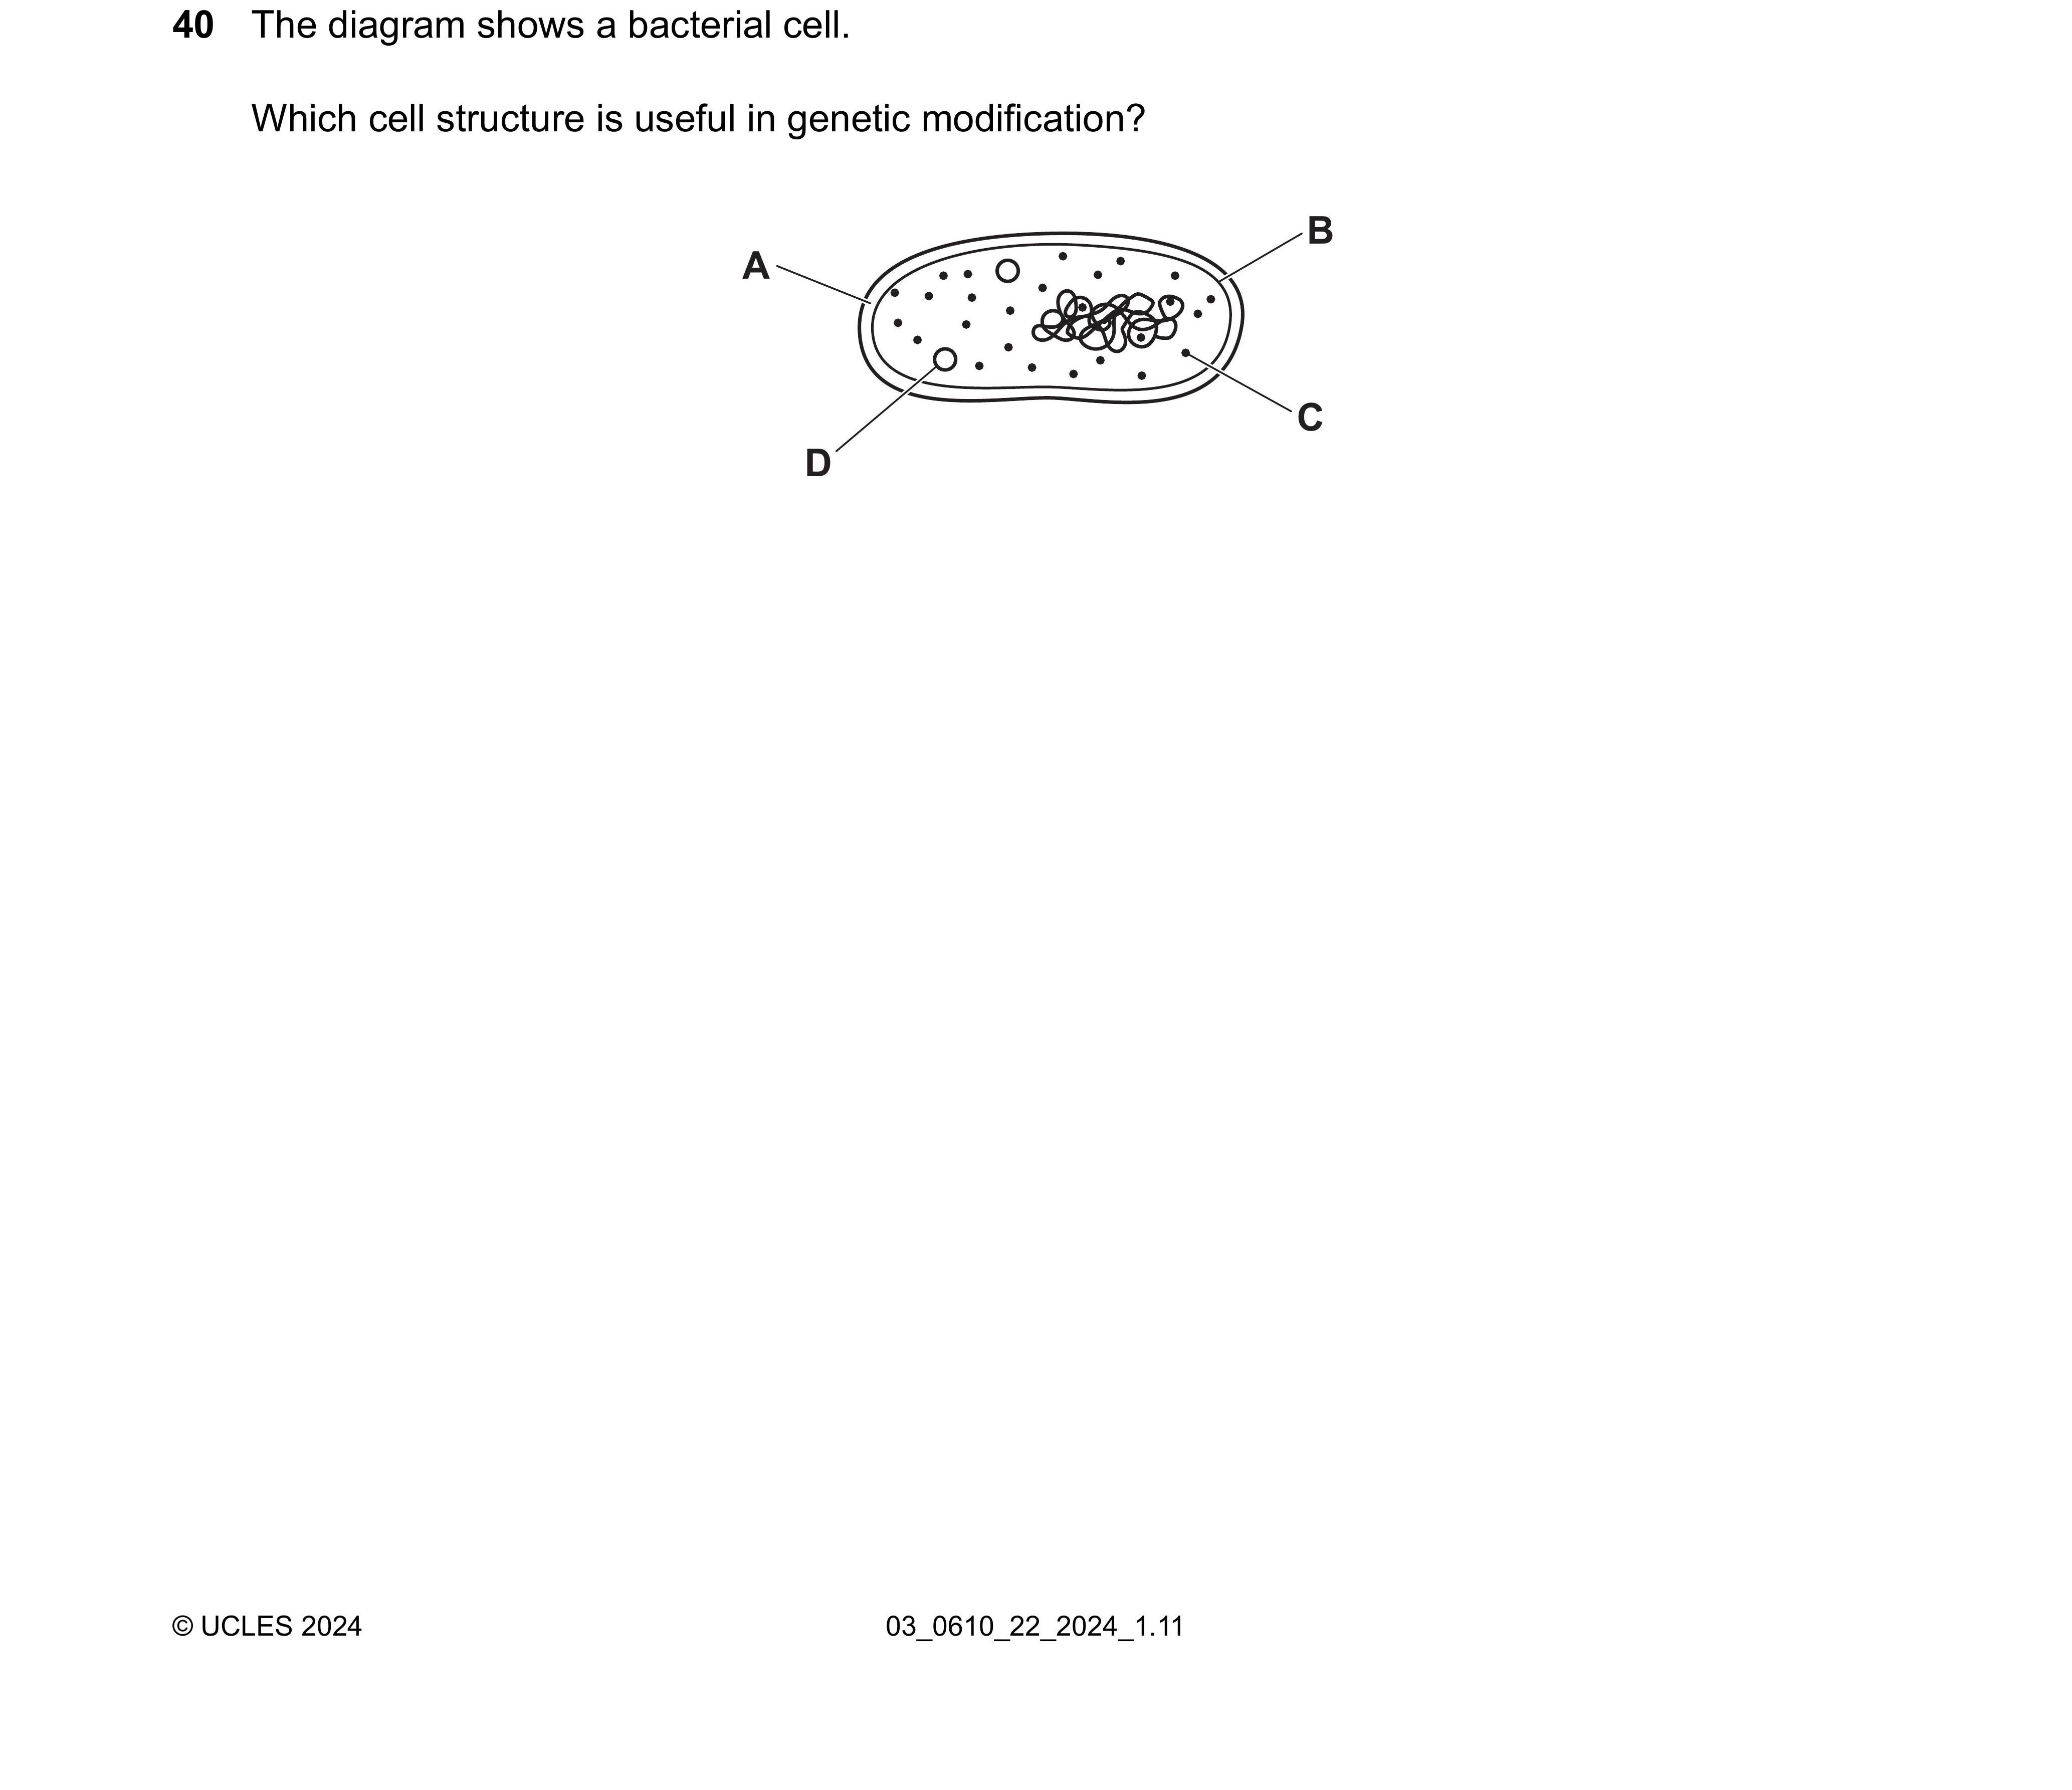 40 The diagram shows a bacterial cell.
Which cell structure is useful in genetic modification?
B
A
C
D
© UCLES 2024 03_0610_22_2024_1.11